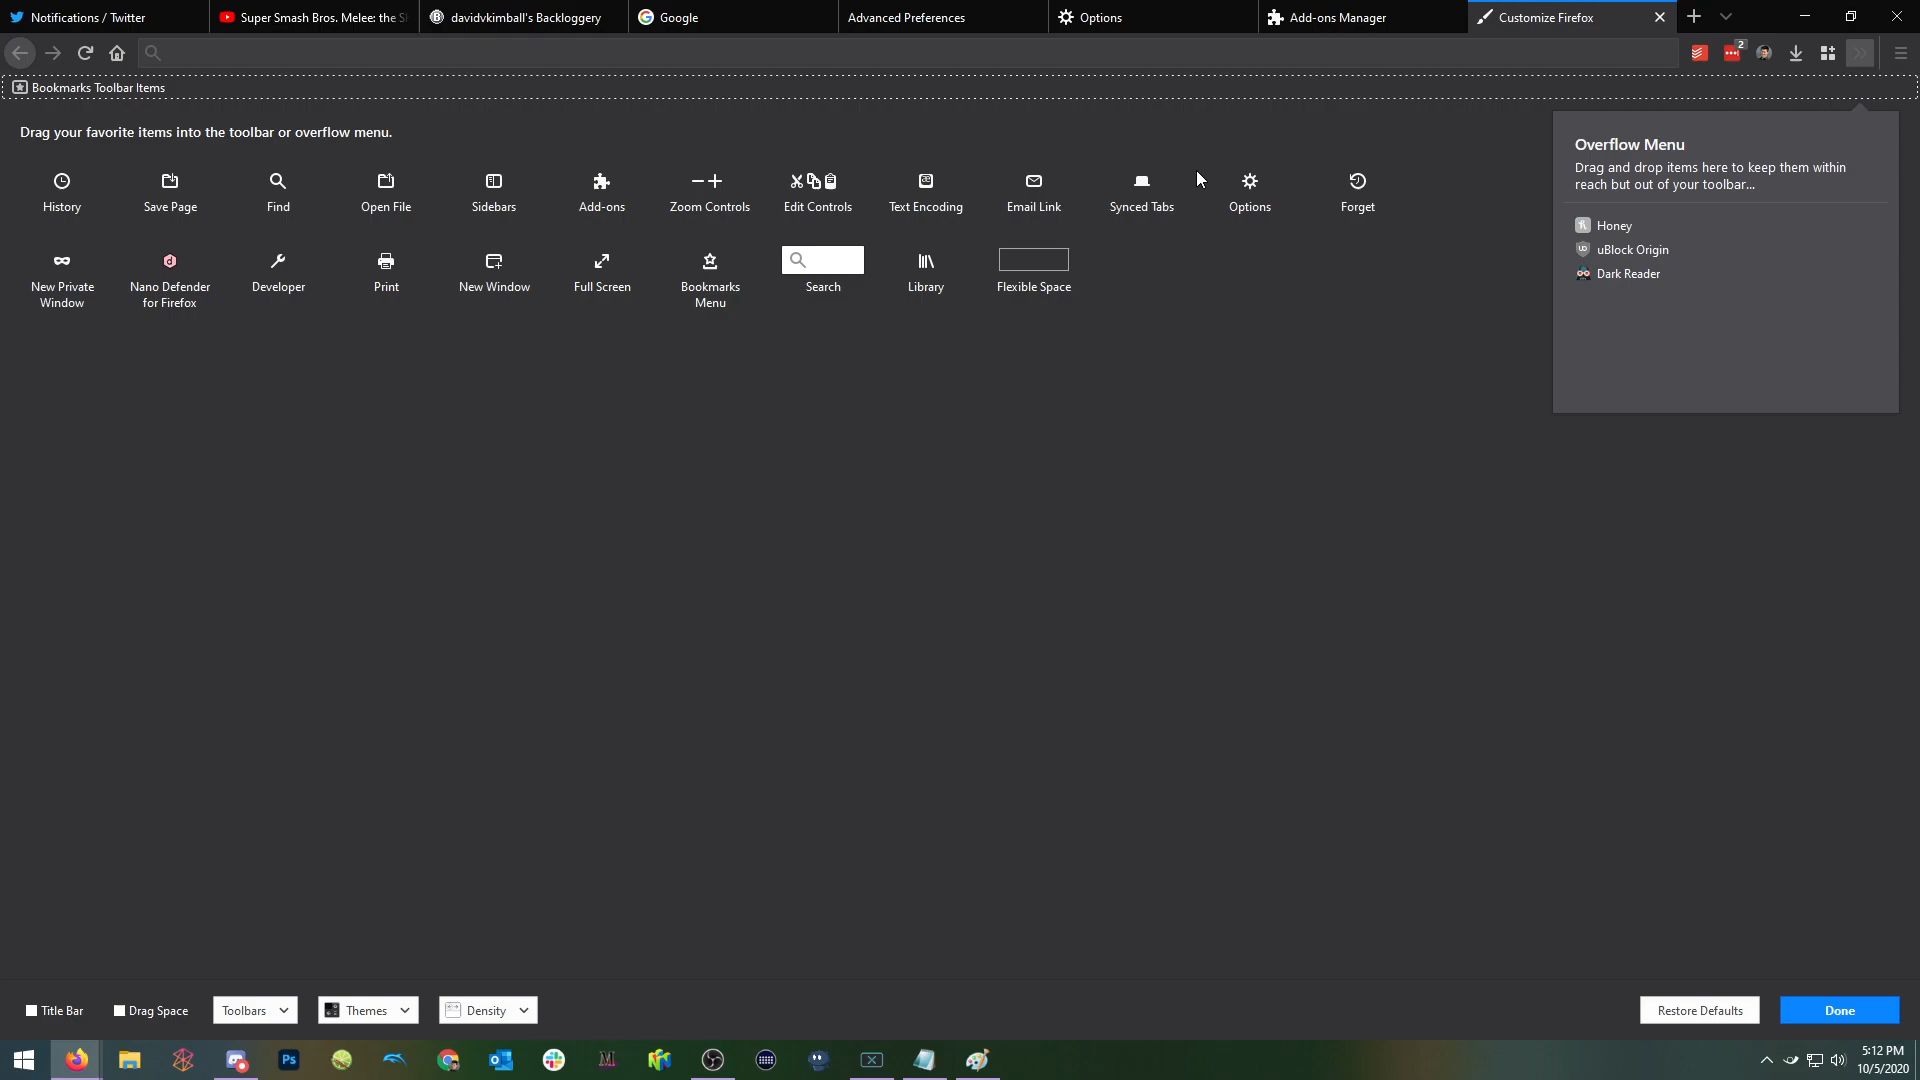 Notifications / Twitter
Super Smash Bros. Melee: the S
davidvkimball's Backloggery
Google
Advanced Preferences
Options
Add-ons Manager
Customize Firefox
2
Bookmarks Toolbar Items
Drag your favorite items into the toolbar or overflow menu.
History
Save Page
Find
Open File
Sidebars
Add-ons
Zoom Controls
Edit Controls
Text Encoding
Email Link
Synced Tabs
Options
Forget
New Private
Window
Nano Defender
for Firefox
Developer
Print
New Window
Full Screen
Bookmarks
Menu
Search
Library
Flexible Space
Overflow Menu
Drag and drop items here to keep them within
reach but out of your toolbar...
Honey
uBlock Origin
Dark Reader
Title Bar
Drag Space
Toolbars
Themes
Density
Restore Defaults
Done
Ps
5:12 PM
10/5/2020